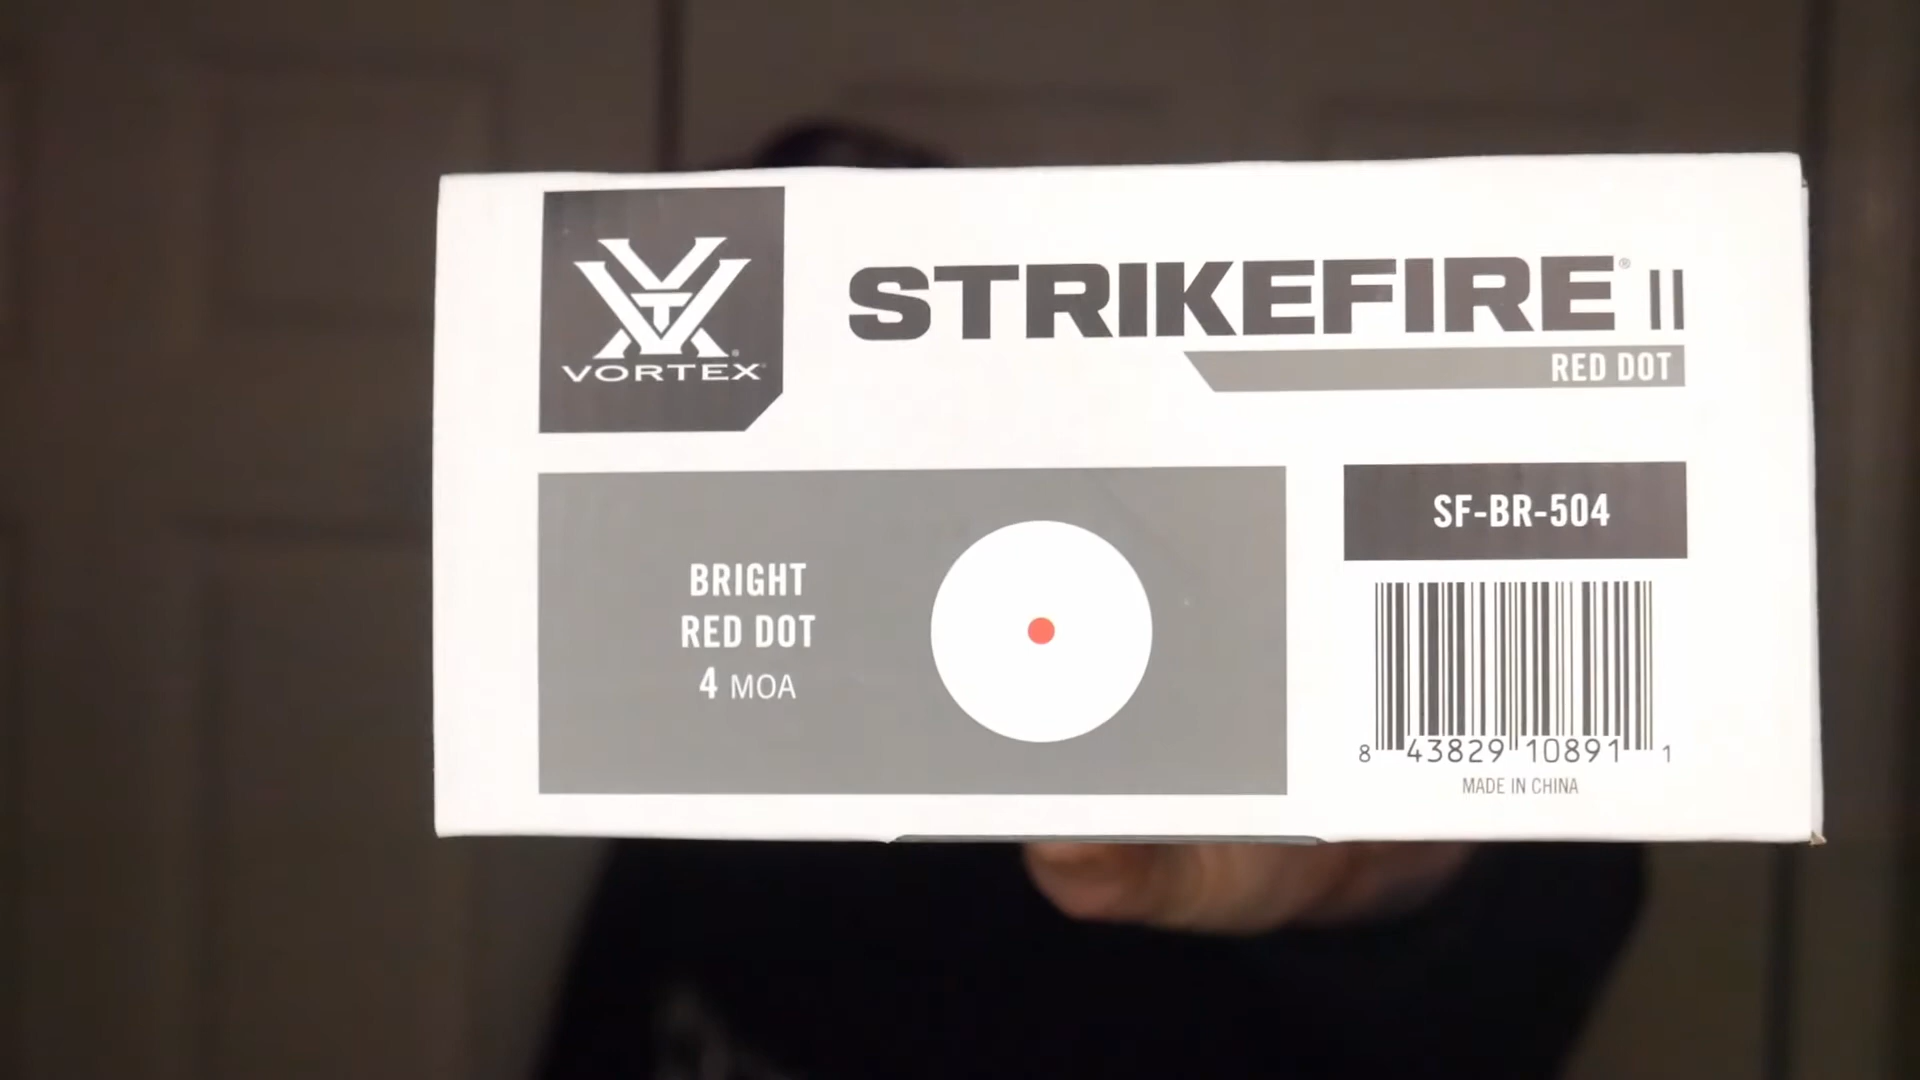 VORTEX
STRIKEFIRE® II
RED DOT
BRIGHT
RED DOT
4 MOA
SF-BR-504
8 43829 10891 1
MADE IN CHINA